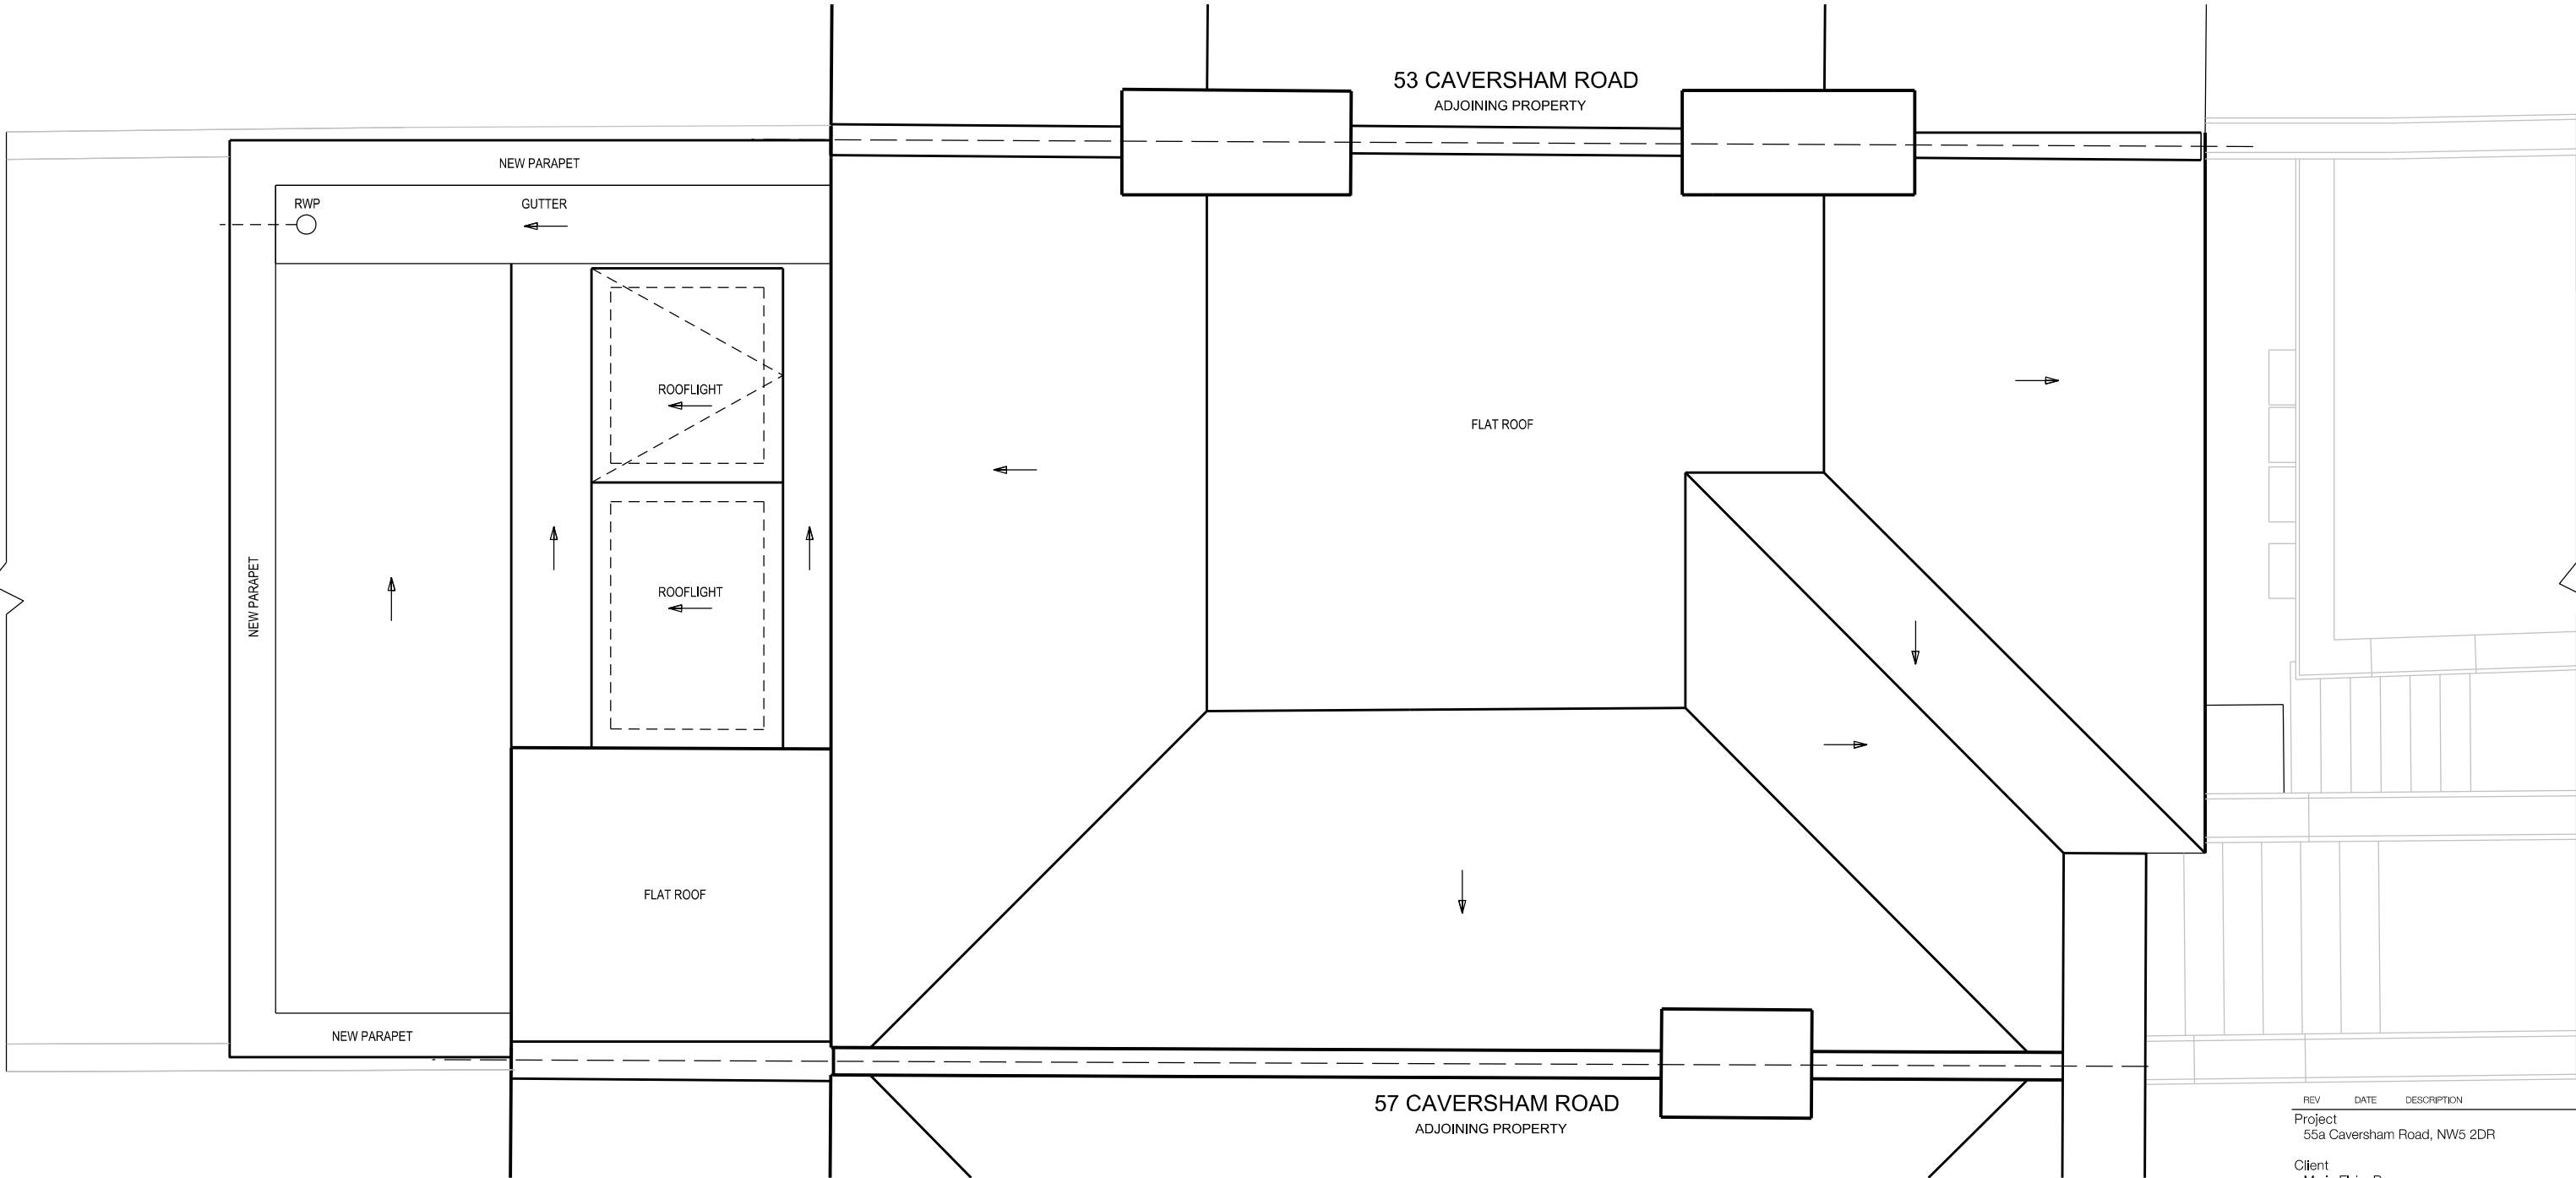 53 CAVERSHAM ROAD
ADJOINING PROPERTY
NEW PARAPET
RWP
GUTTER
ROOFLIGHT
FLAT ROOF
ROOFLIGHT
NEW PARAPET
FLAT ROOF
NEW PARAPET
57 CAVERSHAM ROAD
ADJOINING PROPERTY
REV DATE DESCRIPTION
Project
55a Caversham Road, NW5 2DR
Client